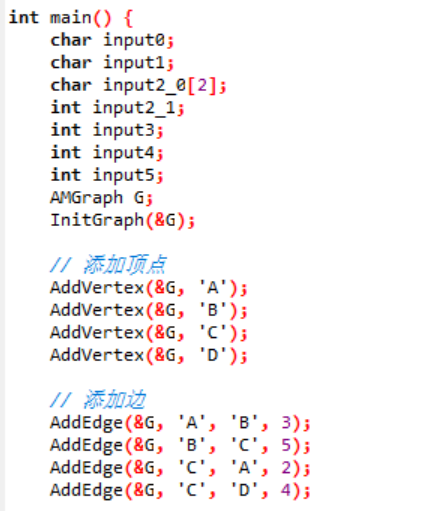 int main() {
char input0;
char input1;
char input2_0[2];
int input2_1;
int input3;
int input4;
int input5;
AMGraph G;
InitGraph(&G);
// 添加顶点
AddVertex(&G, 'A');
AddVertex(&G, 'B');
AddVertex(&G, 'C');
AddVertex(&G, 'D');
// 添加边
AddEdge(&G, 'A', 'B', 3);
AddEdge(&G, 'B', 'C', 5);
AddEdge(&G, 'C', 'A', 2);
AddEdge(&G, 'C', 'D', 4);